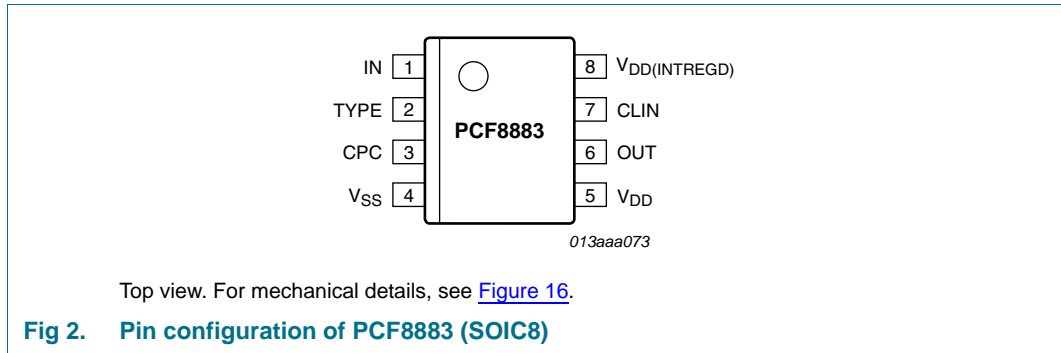 IN 1
8 VDD(INTREGD)
TYPE 2
7 CLIN
PCF8883
CPC 3
6 OUT
VSS 4
5 VDD
013aaa073
Top view. For mechanical details, see Figure 16.
Fig 2. Pin configuration of PCF8883 (SOIC8)